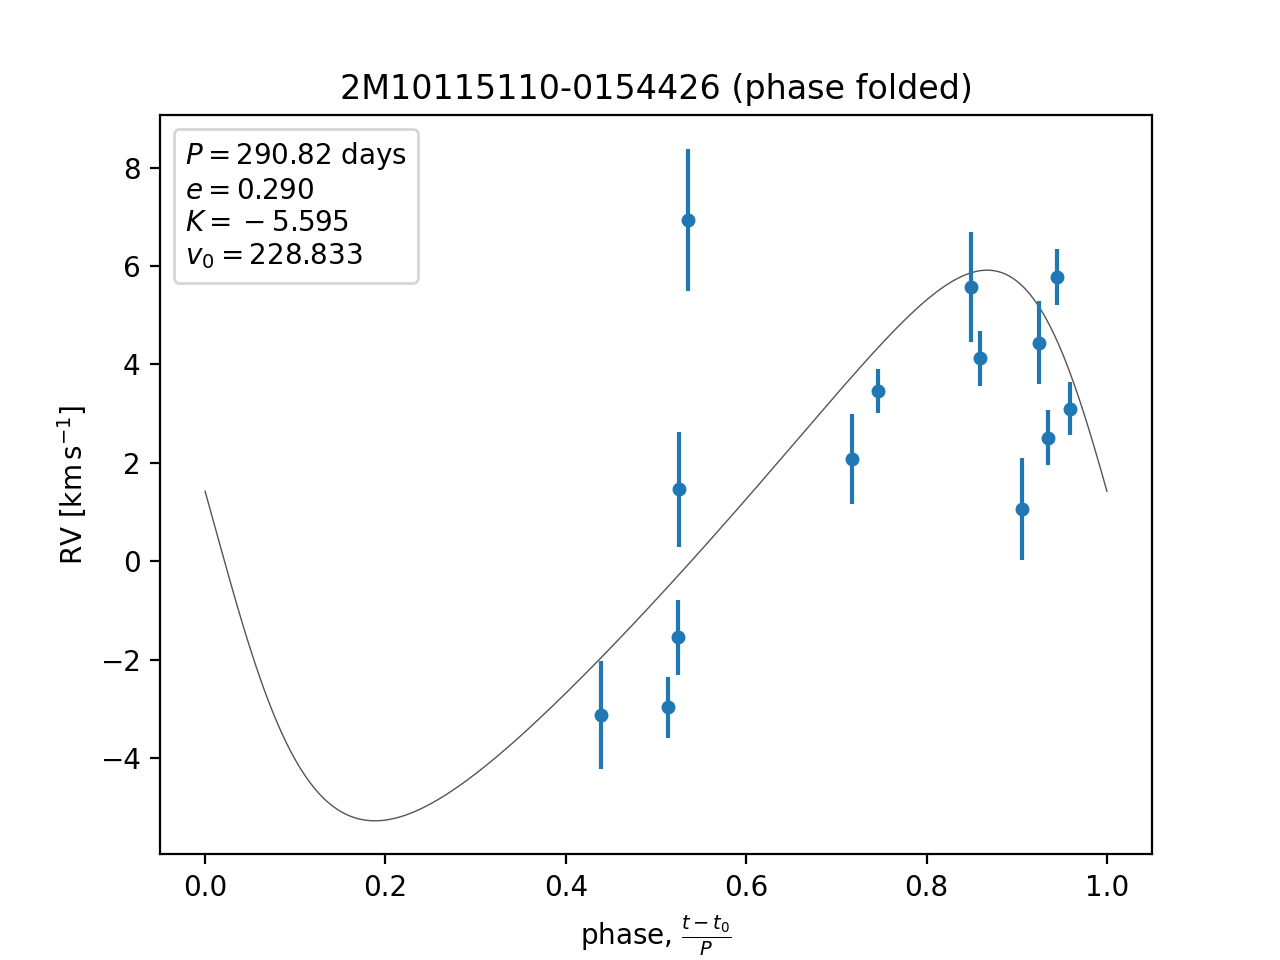 2M10115110-0154426 (phase folded)
P = 290.82 days
e = 0.290
K = −5.595
v₀ = 228.833
RV [km s⁻¹]
8
6
4
2
0
−2
−4
0.0 0.2 0.4 0.6 0.8 1.0
phase, (t − t₀)/P